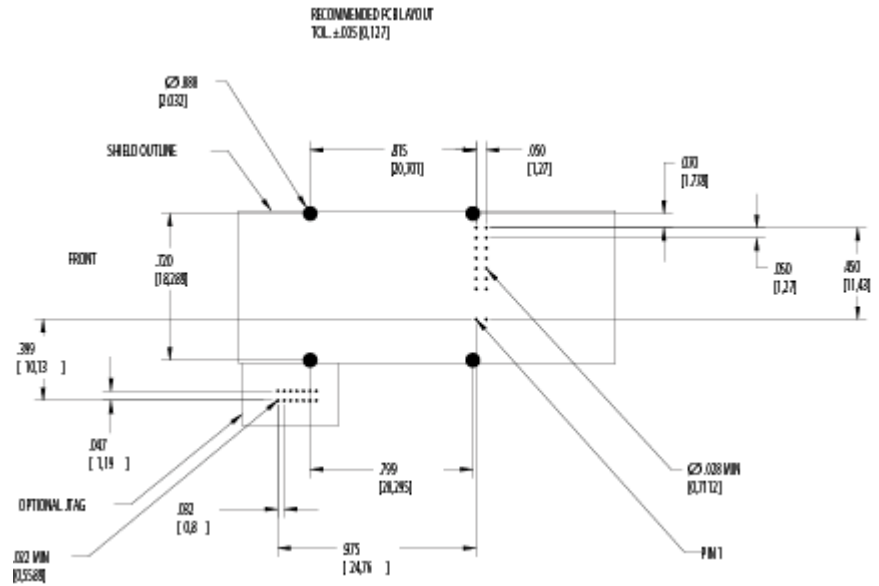 RECOMMENDED PCB LAYOUT
TOL. ±.005 [0,127]
Ø .080
[2.032]
SHIELD OUTLINE
.815
[20,701]
.050
[1,27]
.070
[1.778]
FRONT
.720
[18,288]
.050
[1,27]
.450
[11,43]
.399
[ 10,13 ]
.047
[ 1,19 ]
.799
[20,295]
Ø .028 MIN
[0,7112]
OPTIONAL JTAG
.032
[ 0,8 ]
.022 MIN
[0,5588]
.975
[ 24,76 ]
PIN 1